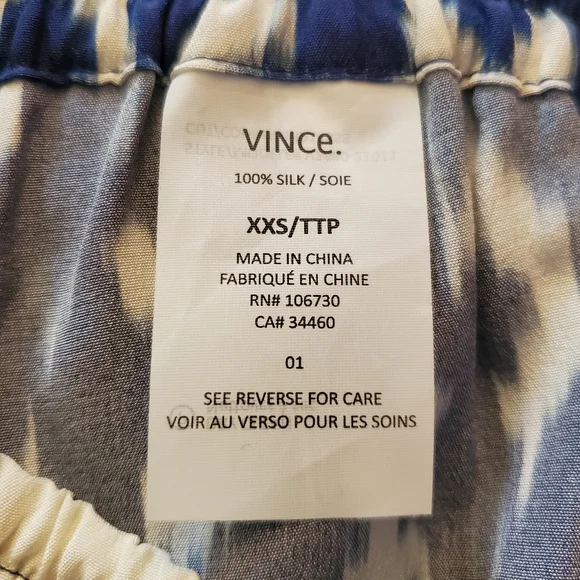 VINCe.
100% SILK / SOIE
XXS/TTP
MADE IN CHINA
FABRIQUÉ EN CHINE
RN# 106730
CA# 34460
01
SEE REVERSE FOR CARE
VOIR AU VERSO POUR LES SOINS